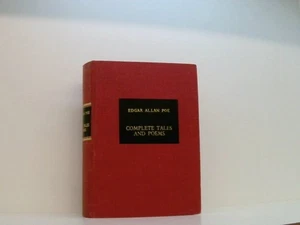 EDGAR ALLAN POE
COMPLETE TALES
AND POEMS